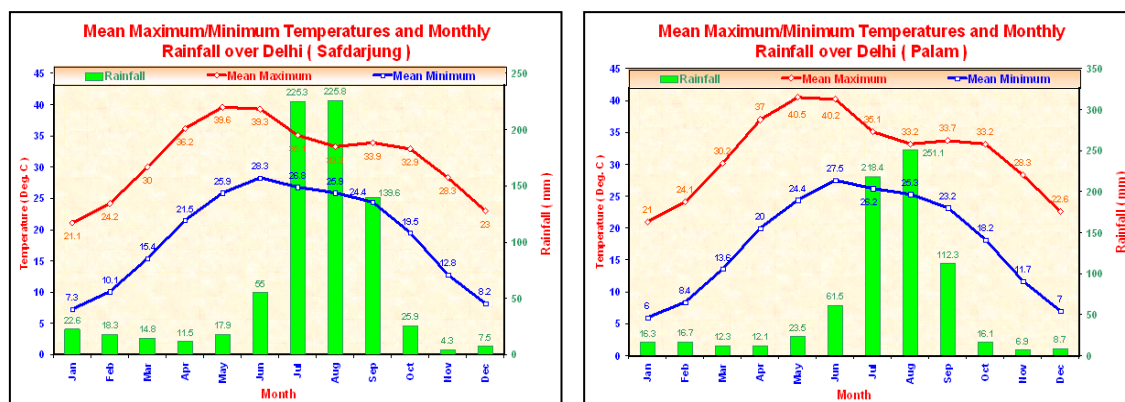 Mean Maximum/Minimum Temperatures and Monthly
Rainfall over Delhi ( Safdarjung )
Rainfall
Mean Maximum
Mean Minimum
45
40
35
30
25
20
15
10
5
0
Temperature ( Deg. C )
250
200
150
100
50
0
Rainfall ( mm )
21.1
24.2
30
36.2
39.6
39.3
33.9
32.9
28.3
23
7.3
10.1
15.4
21.5
25.9
28.3
26.8
25.9
24.4
19.5
12.8
8.2
22.6
18.3
14.8
11.5
17.9
55
225.3
225.8
139.6
25.9
4.3
7.5
Jan
Feb
Mar
Apr
May
Jun
Jul
Aug
Sep
Oct
Nov
Dec
Month
Mean Maximum/Minimum Temperatures and Monthly
Rainfall over Delhi ( Palam )
Rainfall
Mean Maximum
Mean Minimum
45
40
35
30
25
20
15
10
5
0
Temperature ( Deg. C )
350
300
250
200
150
100
50
0
Rainfall ( mm )
21
24.1
30.2
37
40.5
40.2
35.1
33.2
33.7
33.2
28.3
22.6
6
8.4
13.6
20
24.4
27.5
26.2
25.3
23.2
18.2
11.7
7
16.3
16.7
12.3
12.1
23.5
61.5
218.4
251.1
112.3
16.1
6.9
8.7
Jan
Feb
Mar
Apr
May
Jun
Jul
Aug
Sep
Oct
Nov
Dec
Month